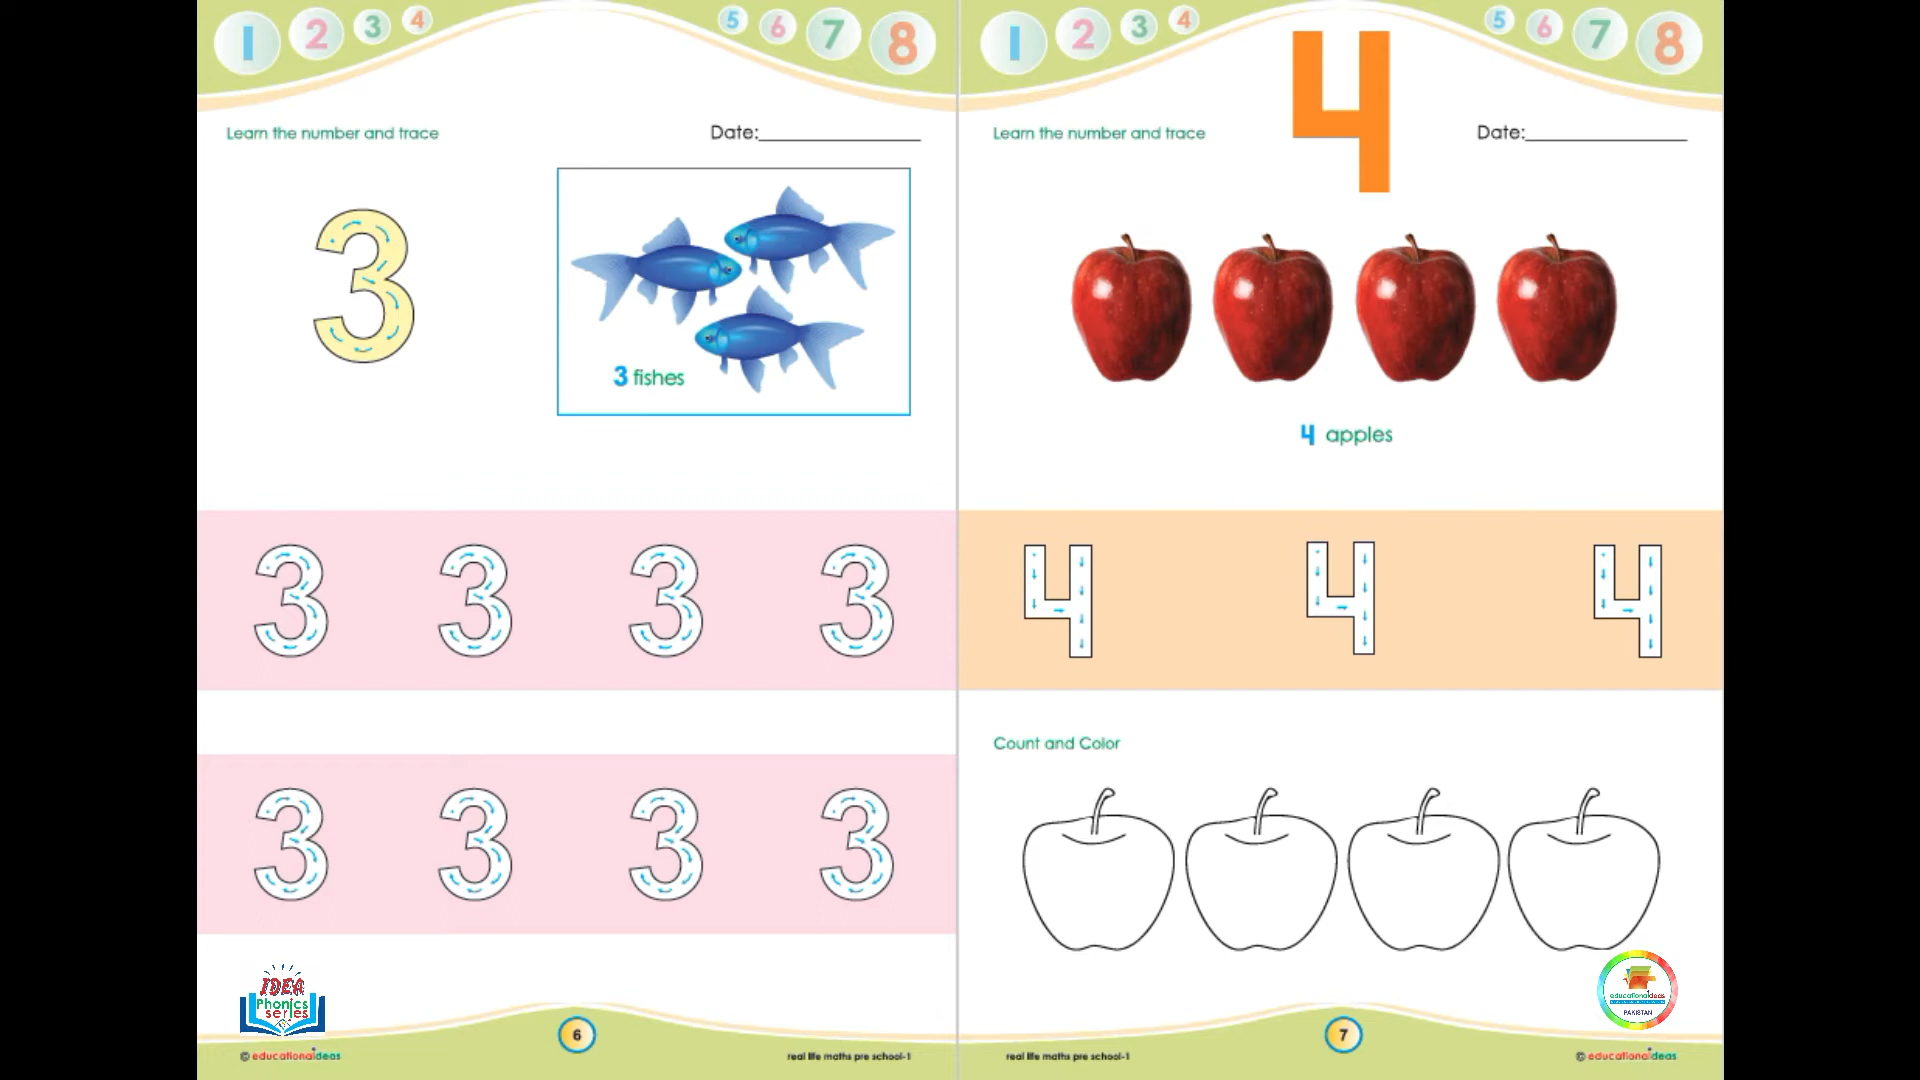 1 2 3 4 5 6 7 8
Learn the number and trace
Date:
3
3 fishes
3 3 3 3
3 3 3 3
IDEA
Phonics
series
© educationalideas
6
real life maths pre school-1
1 2 3 4 5 6 7 8
4
Learn the number and trace
Date:
4 apples
4 4 4
Count and Color
educationalideas
PAKISTAN
real life maths pre school-1
7
© educationalideas